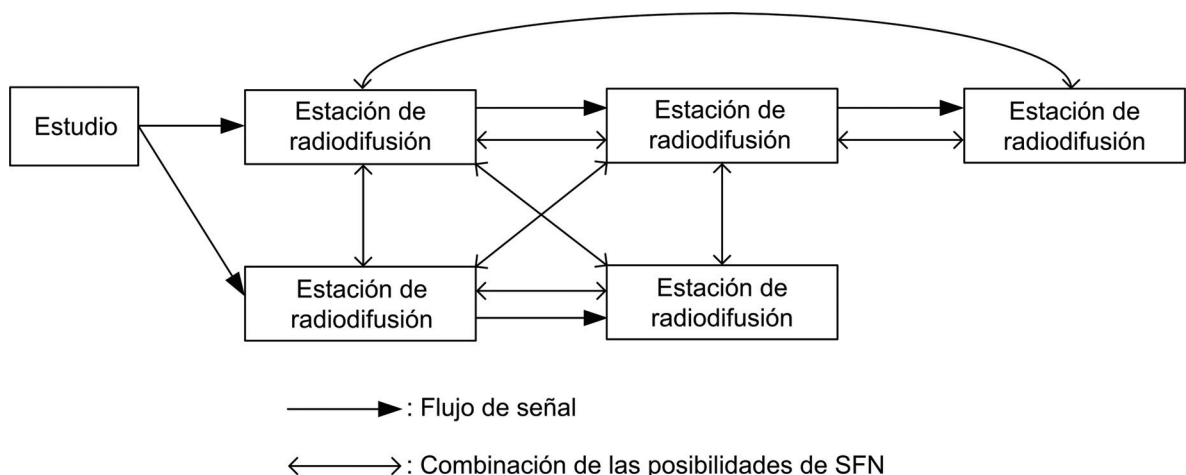 Estudio
Estación de
radiodifusión
Estación de
radiodifusión
Estación de
radiodifusión
Estación de
radiodifusión
Estación de
radiodifusión
: Flujo de señal
: Combinación de las posibilidades de SFN